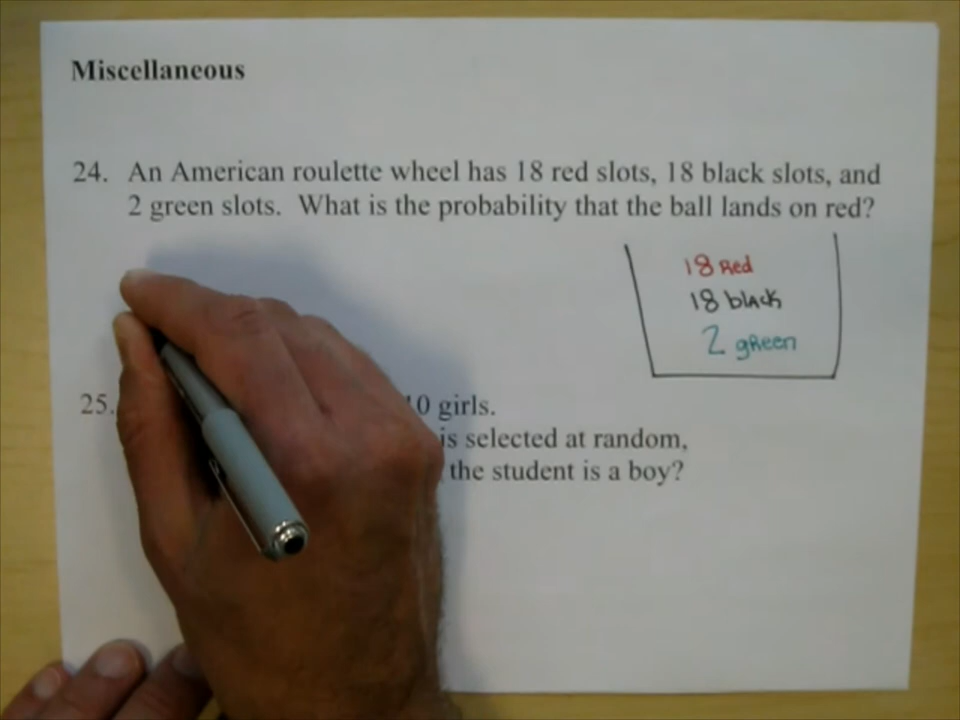 Miscellaneous
24. An American roulette wheel has 18 red slots, 18 black slots, and
2 green slots. What is the probability that the ball lands on red?
18 Red
18 black
2 green
25. 0 girls.
is selected at random,
the student is a boy?